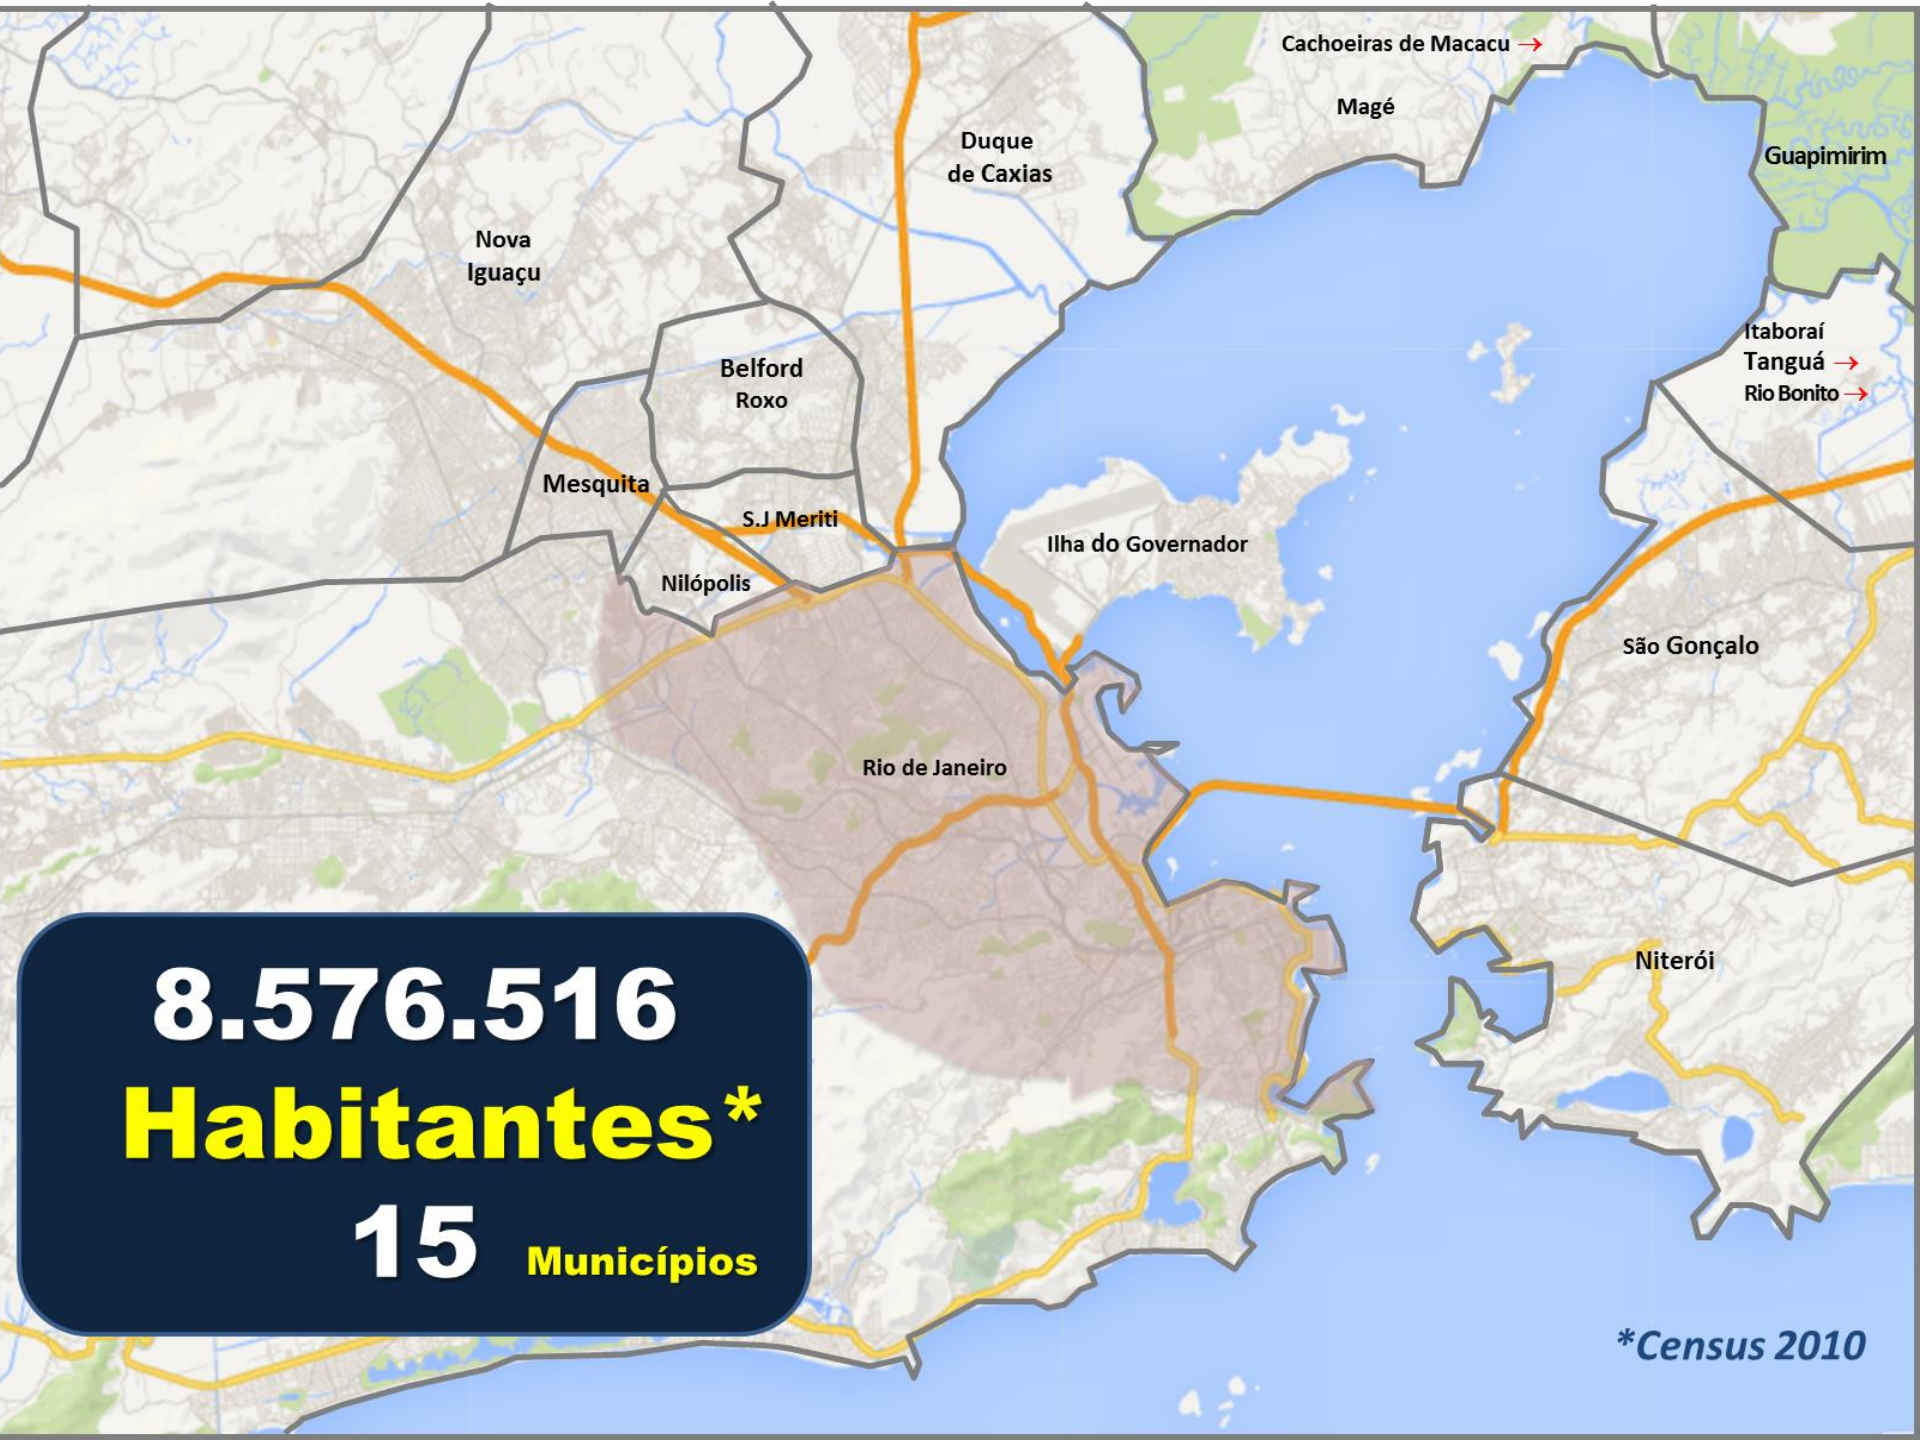 Cachoeiras de Macacu →
Magé
Duque
de Caxias
Guapimirim
Nova
Iguaçu
Itaboraí
Tanguá →
Rio Bonito →
Belford
Roxo
Mesquita
S.J Meriti
Ilha do Governador
Nilópolis
São Gonçalo
Rio de Janeiro
Niterói
8.576.516
Habitantes*
15 Municípios
*Census 2010